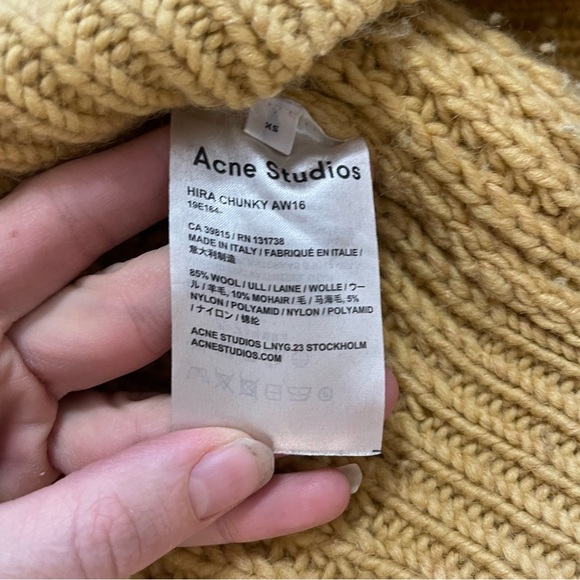 XS
Acne Studios
HIRA CHUNKY AW16
19E164-
CA 39815 / RN 131738
MADE IN ITALY / FABRIQUÉ EN ITALIE /
意大利制造
85% WOOL / ULL / LAINE / WOLLE / ウー
ル / 羊毛, 10% MOHAIR / 毛 / 马海毛, 5%
NYLON / POLYAMID / NYLON / POLYAMID
/ ナイロン / 锦纶
ACNE STUDIOS L.NYG.23 STOCKHOLM
ACNESTUDIOS.COM